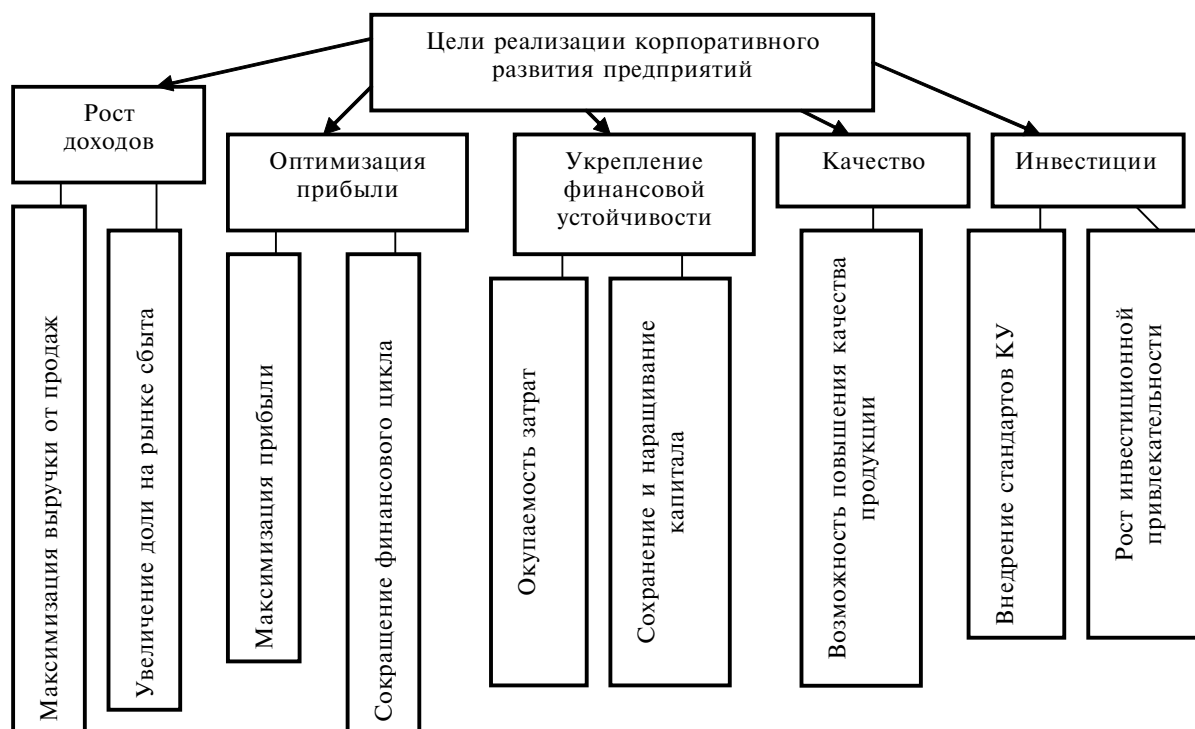 Цели реализации корпоративного
развития предприятий
Рост
доходов
Оптимизация
прибыли
Укрепление
финансовой
устойчивости
Качество
Инвестиции
Максимизация выручки от продаж
Увеличение доли на рынке сбыта
Максимизация прибыли
Сокращение финансового цикла
Окупаемость затрат
Сохранение и наращивание
капитала
Возможность повышения качества
продукции
Внедрение стандартов КУ
Рост инвестиционной
привлекательности